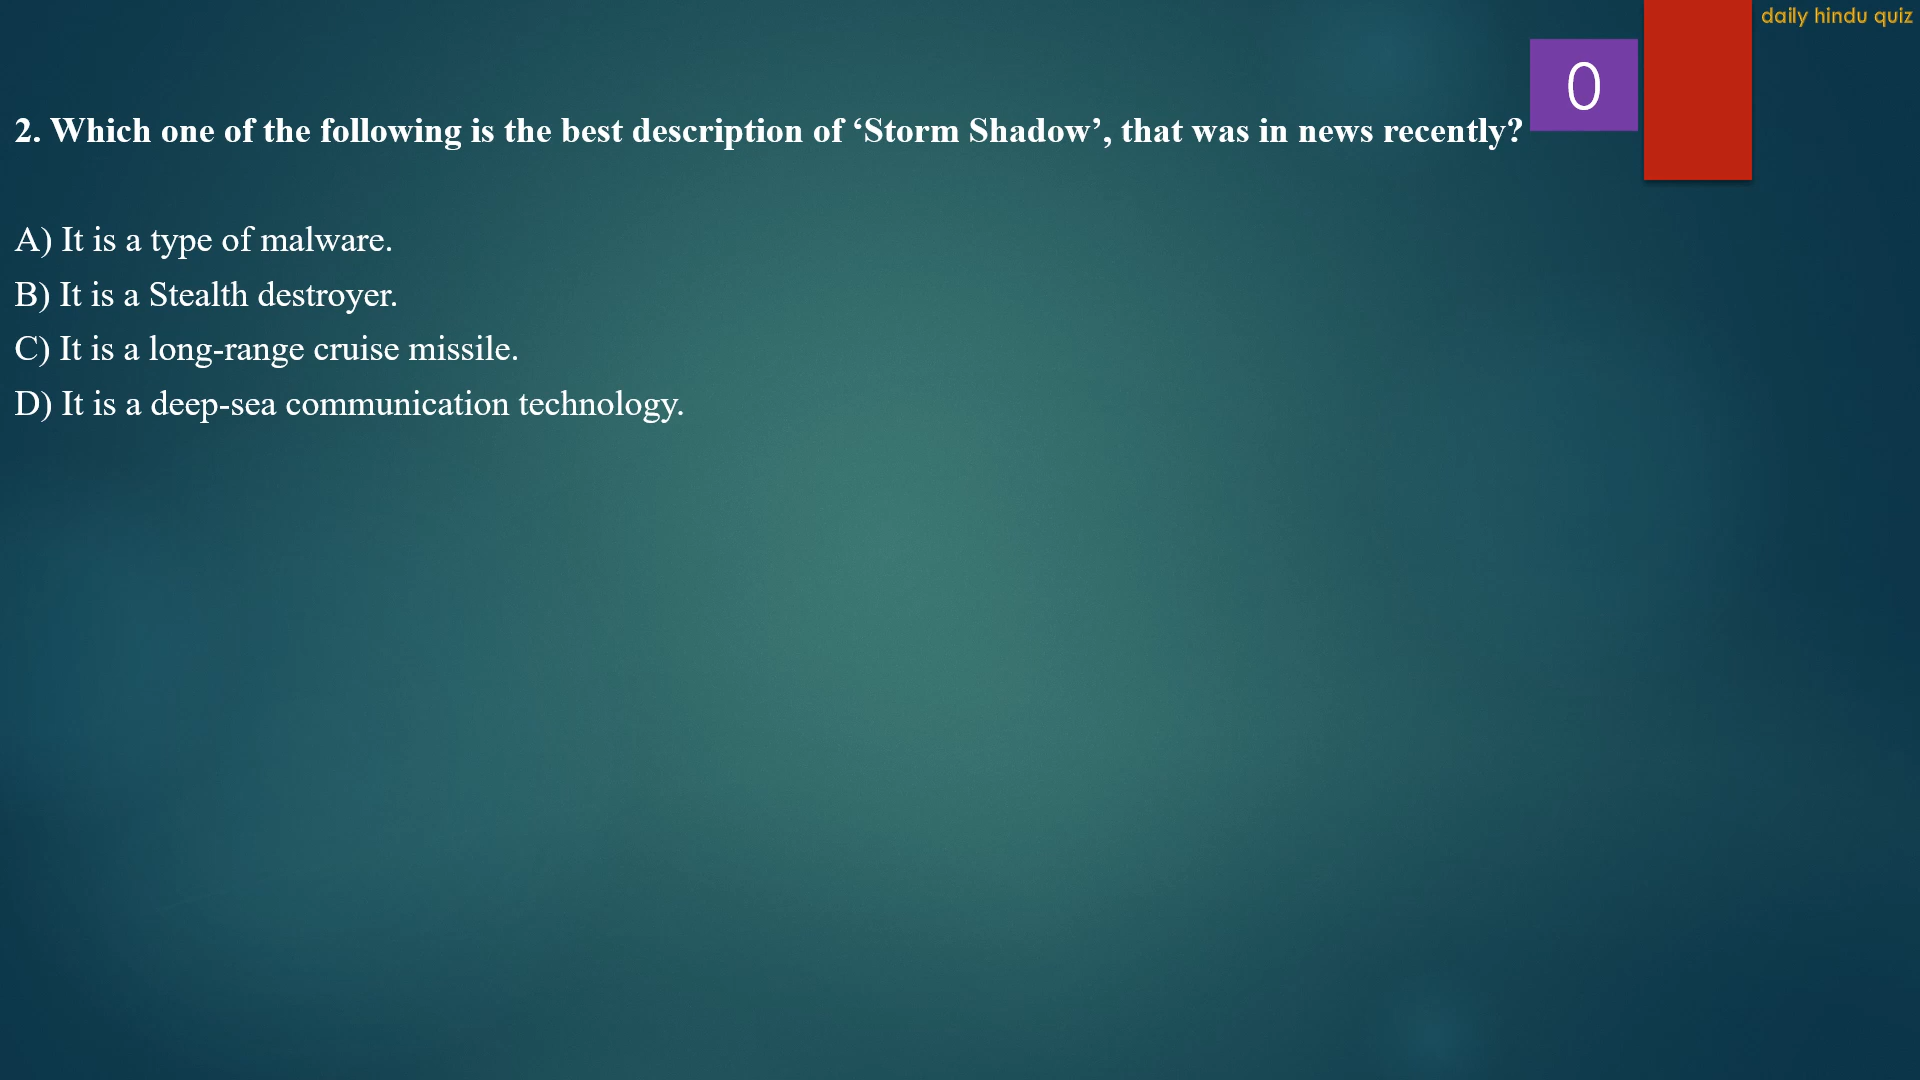 daily hindu quiz
0
2. Which one of the following is the best description of ‘Storm Shadow’, that was in news recently?
A) It is a type of malware.
B) It is a Stealth destroyer.
C) It is a long-range cruise missile.
D) It is a deep-sea communication technology.